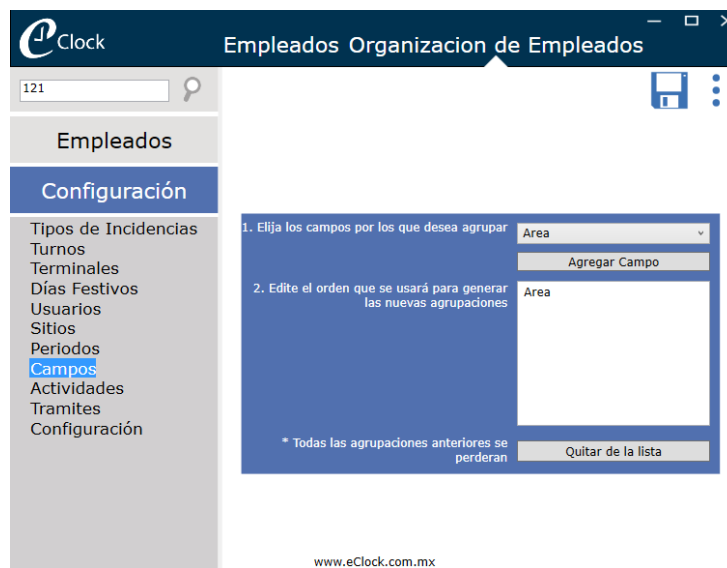 eClock
Empleados Organizacion de Empleados
121
Empleados
Configuración
Tipos de Incidencias
Turnos
Terminales
Días Festivos
Usuarios
Sitios
Periodos
Campos
Actividades
Tramites
Configuración
1. Elija los campos por los que desea agrupar
Area
Agregar Campo
2. Edite el orden que se usará para generar
las nuevas agrupaciones
Area
* Todas las agrupaciones anteriores se
perderan
Quitar de la lista
www.eClock.com.mx